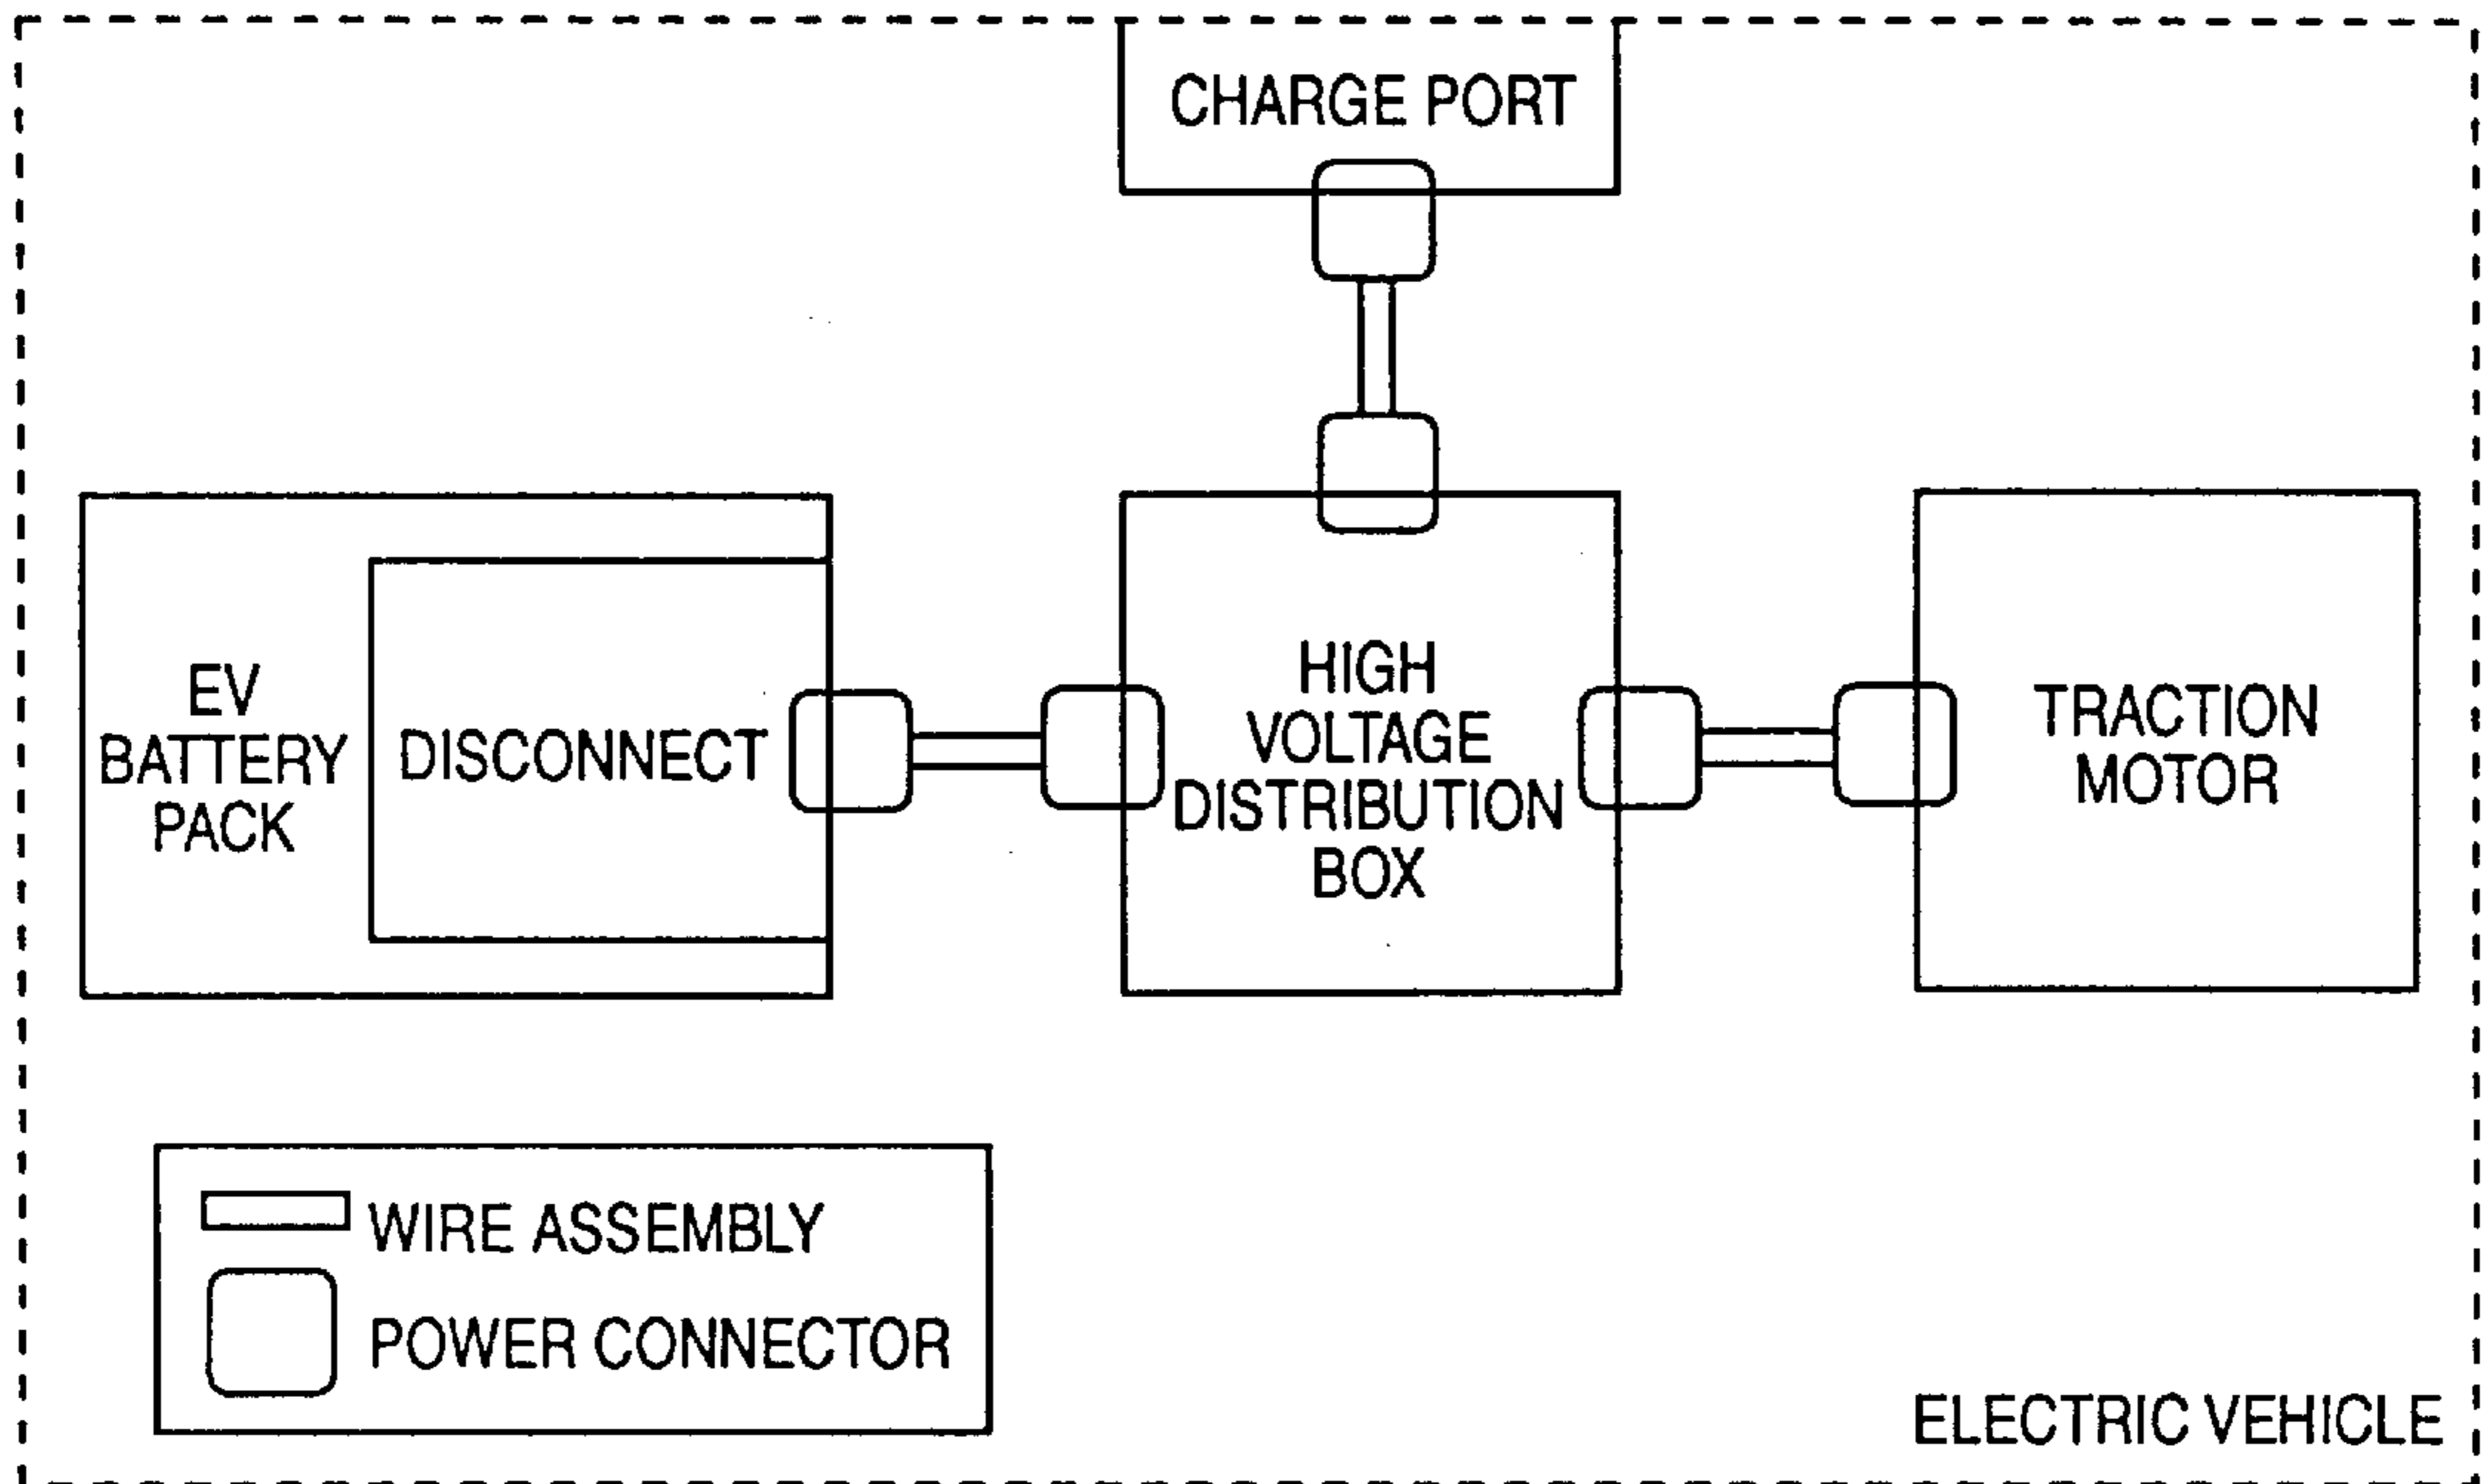 CHARGE PORT
EV
BATTERY
PACK
DISCONNECT
HIGH
VOLTAGE
DISTRIBUTION
BOX
TRACTION
MOTOR
WIRE ASSEMBLY
POWER CONNECTOR
ELECTRIC VEHICLE